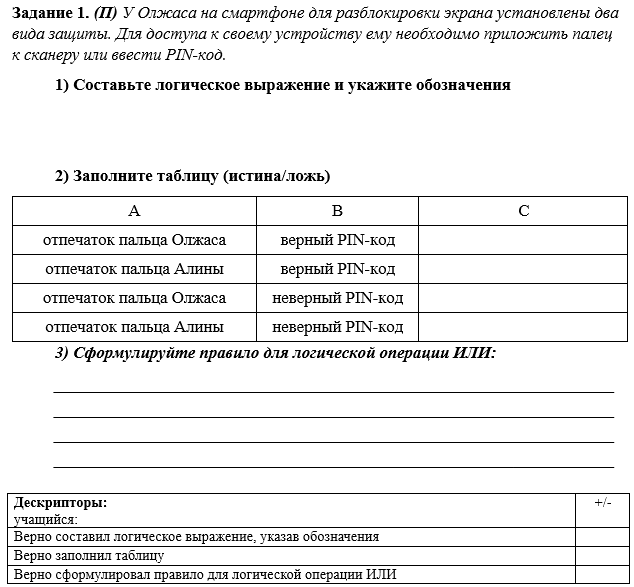 Задание 1. (П) У Олжаса на смартфоне для разблокировки экрана установлены два
вида защиты. Для доступа к своему устройству ему необходимо приложить палец
к сканеру или ввести PIN-код.
1) Составьте логическое выражение и укажите обозначения
2) Заполните таблицу (истина/ложь)
А В С
отпечаток пальца Олжаса верный PIN-код
отпечаток пальца Алины верный PIN-код
отпечаток пальца Олжаса неверный PIN-код
отпечаток пальца Алины неверный PIN-код
3) Сформулируйте правило для логической операции ИЛИ:
Дескрипторы: +/-
учащийся:
Верно составил логическое выражение, указав обозначения
Верно заполнил таблицу
Верно сформулировал правило для логической операции ИЛИ